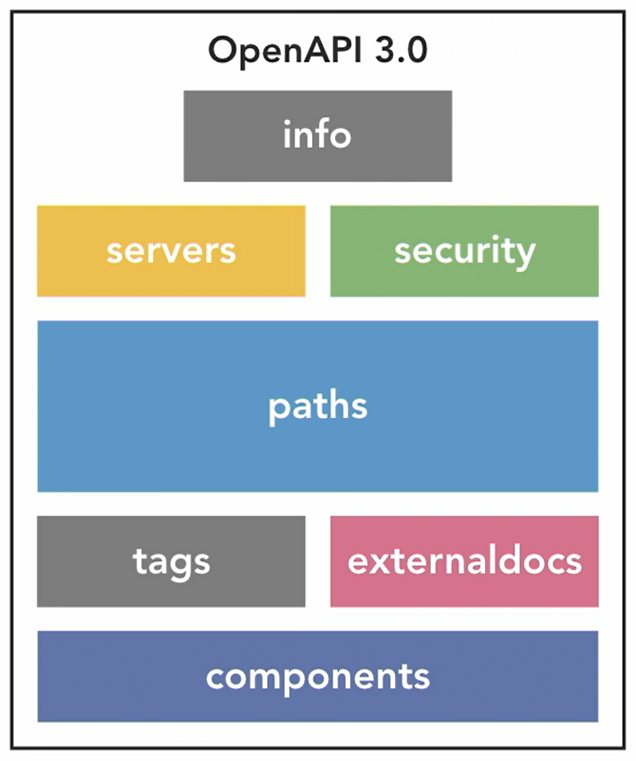 OpenAPI 3.0
info
servers
security
paths
tags
externaldocs
components